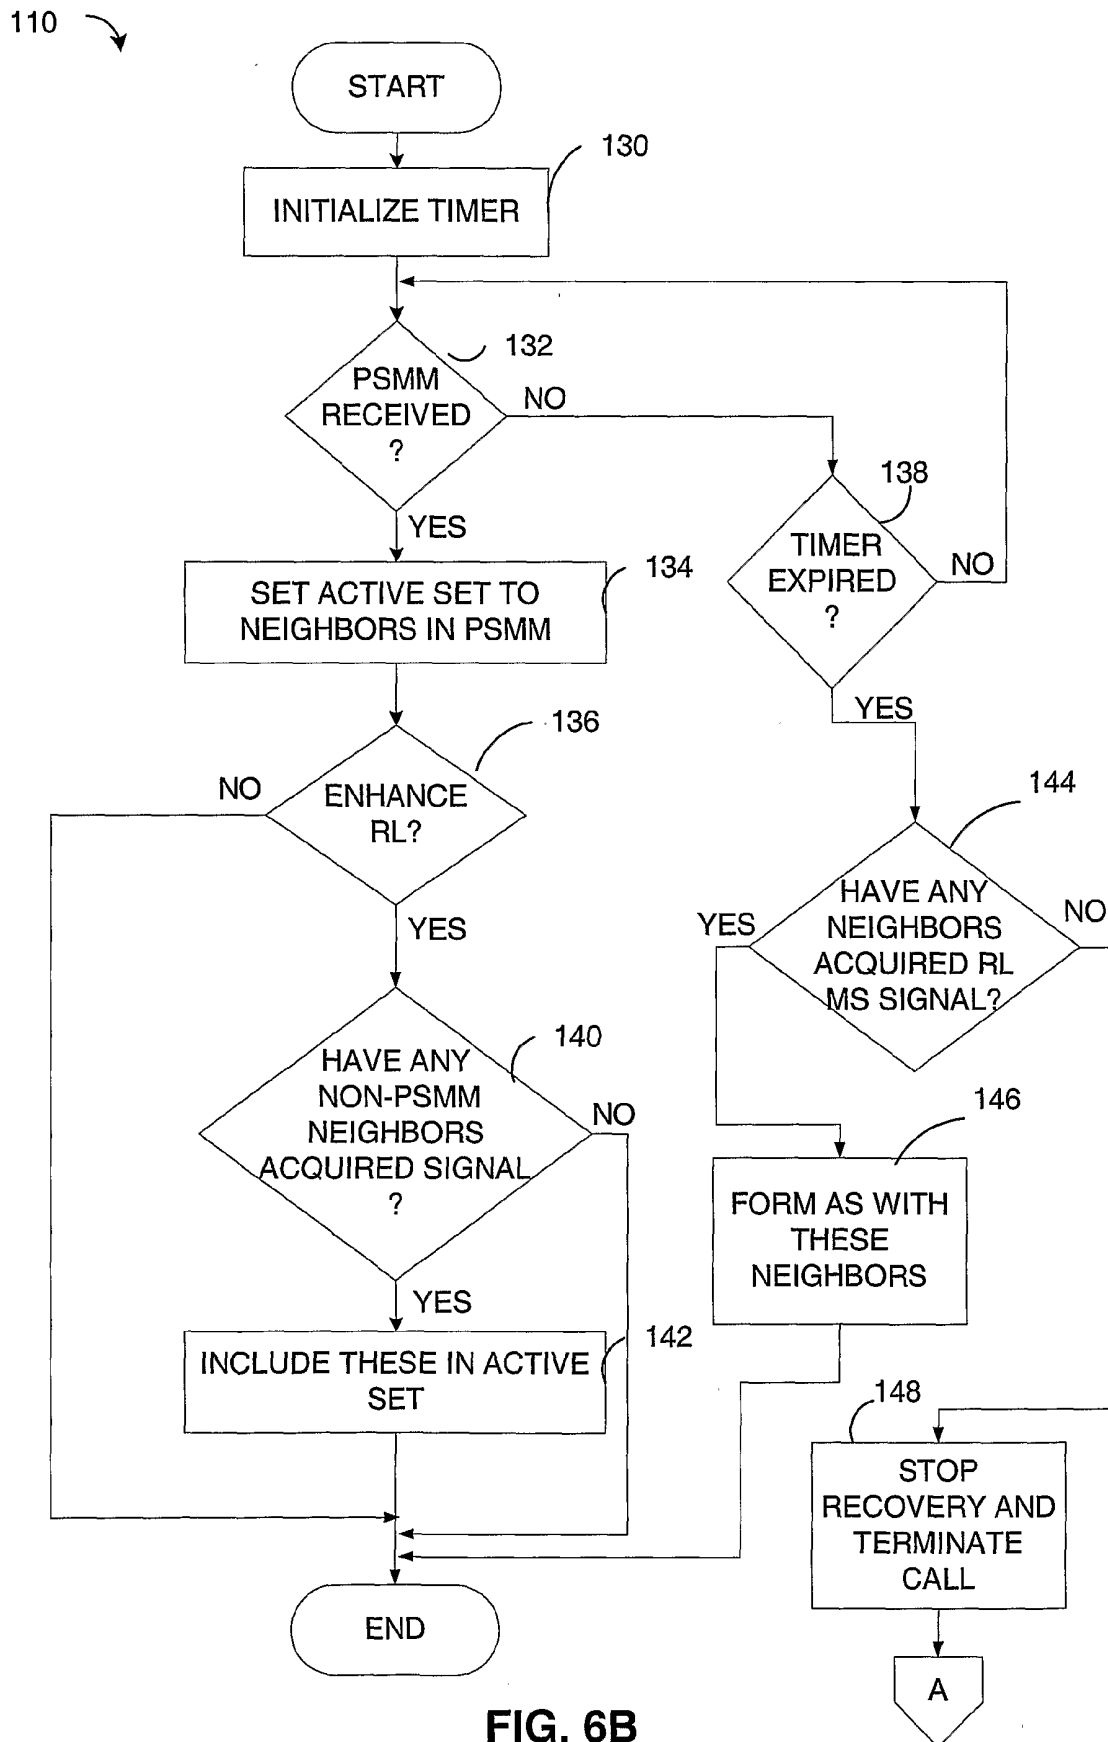 110
START
130
INITIALIZE TIMER
132
PSMM
RECEIVED
?
NO
138
YES
TIMER
EXPIRED
?
NO
134
SET ACTIVE SET TO
NEIGHBORS IN PSMM
YES
136
NO
ENHANCE
RL?
144
YES
HAVE ANY
NEIGHBORS
ACQUIRED RL
MS SIGNAL?
YES
NO
140
HAVE ANY
NON-PSMM
NEIGHBORS
ACQUIRED SIGNAL
?
NO
146
FORM AS WITH
THESE
NEIGHBORS
YES
142
INCLUDE THESE IN ACTIVE
SET
148
STOP
RECOVERY AND
TERMINATE
CALL
END
A
FIG. 6B